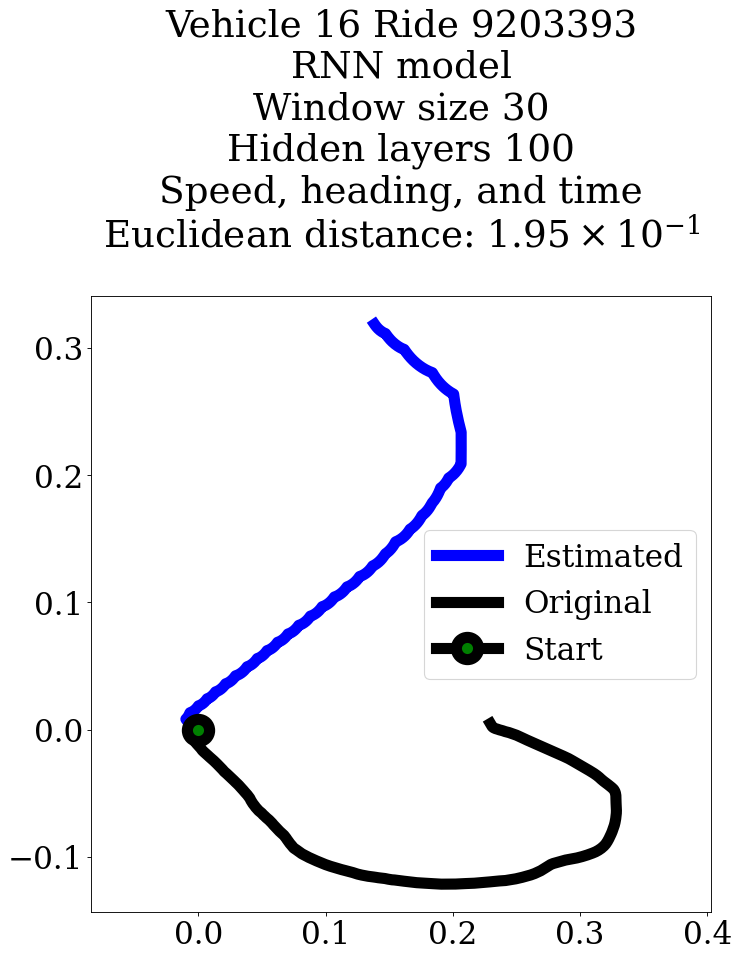 Vehicle 16 Ride 9203393
RNN model
Window size 30
Hidden layers 100
Speed, heading, and time
Euclidean distance: 1.95 × 10⁻¹
0.3
0.2
0.1
0.0
−0.1
Estimated
Original
Start
0.0 0.1 0.2 0.3 0.4